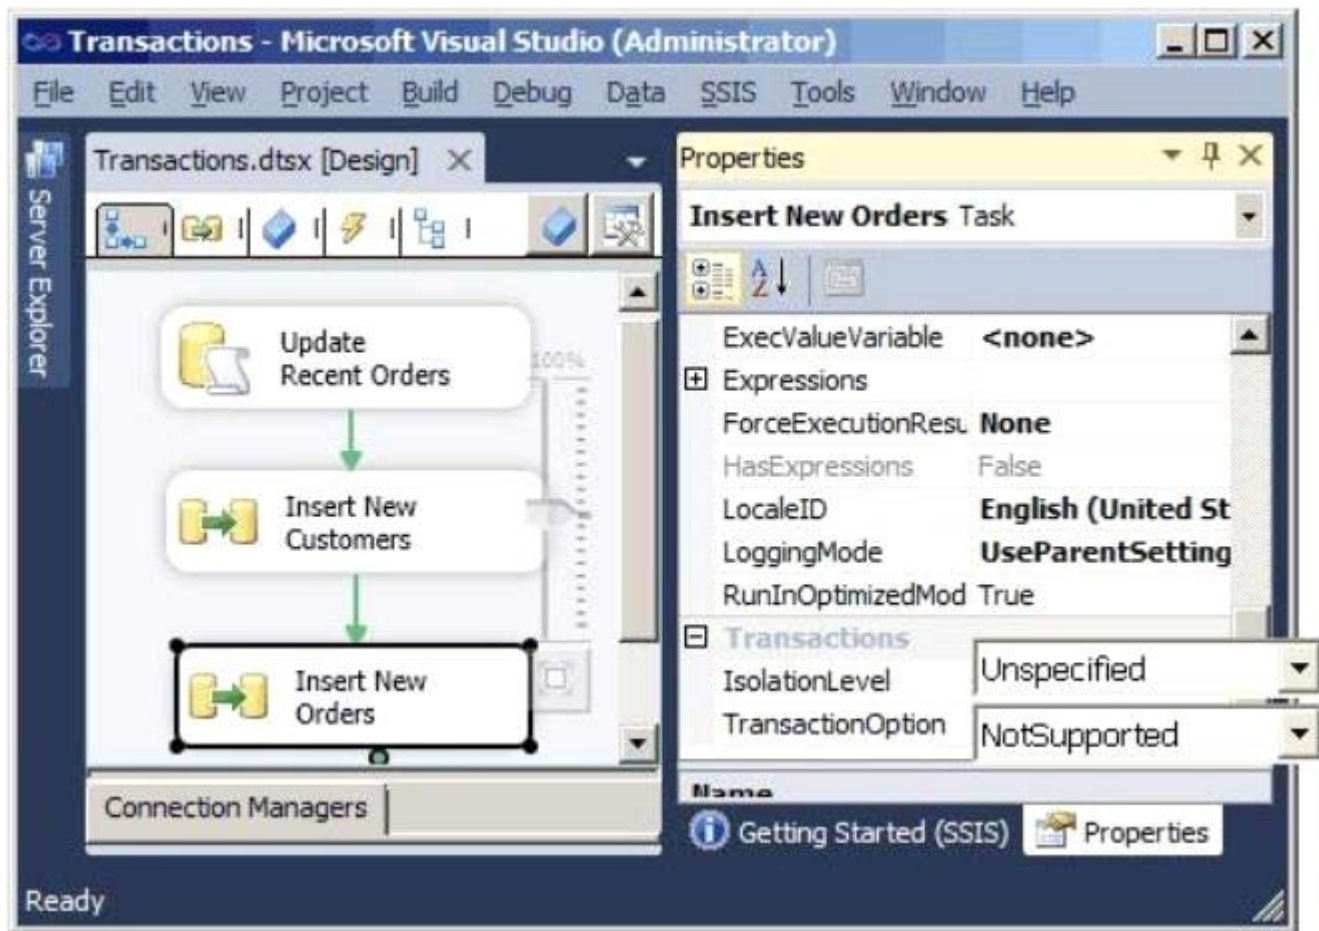 Transactions - Microsoft Visual Studio (Administrator)
File Edit View Project Build Debug Data SSIS Tools Window Help
Server Explorer
Transactions.dtsx [Design]
Update
Recent Orders
100%
Insert New
Customers
Insert New
Orders
Connection Managers
Properties
Insert New Orders Task
ExecValueVariable <none>
Expressions
ForceExecutionResu None
HasExpressions False
LocaleID English (United St
LoggingMode UseParentSetting
RunInOptimizedMod True
Transactions
IsolationLevel Unspecified
TransactionOption NotSupported
Name
Getting Started (SSIS) Properties
Ready